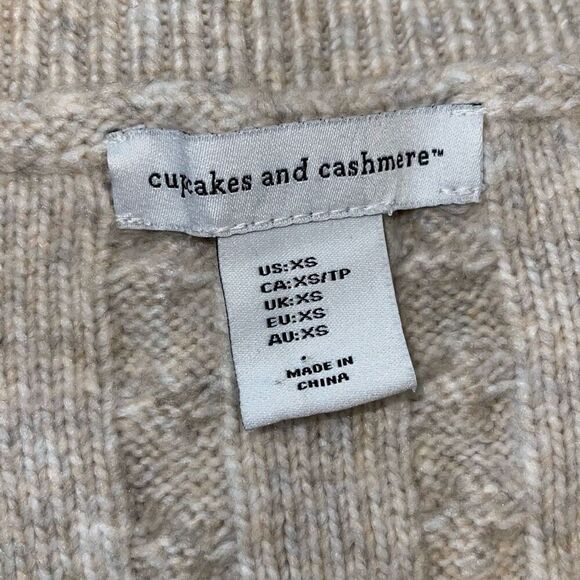 cupcakes and cashmere™
US:XS
CA:XS/TP
UK:XS
EU:XS
AU:XS
MADE IN
CHINA